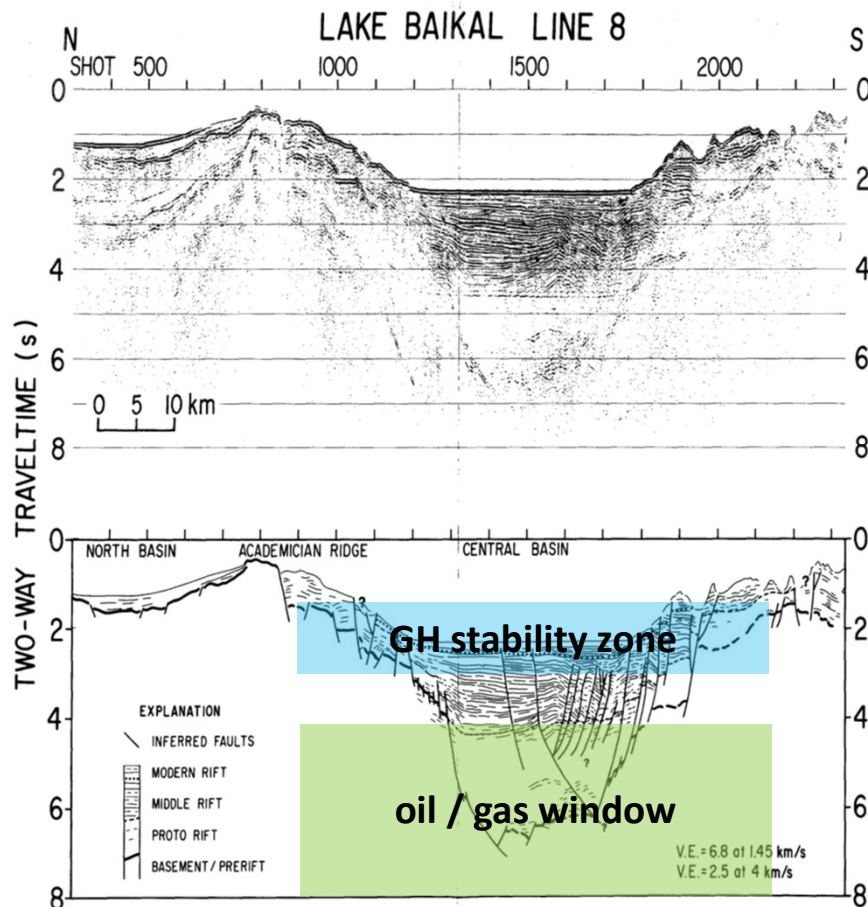 LAKE BAIKAL LINE 8
N
S
SHOT 500 1000 1500 2000
0 0
2 2
4 4
6 6
8 8
0 5 10 km
TWO-WAY TRAVELTIME (s)
0 0
NORTH BASIN ACADEMICIAN RIDGE CENTRAL BASIN
?
?
2 2
GH stability zone
4 4
EXPLANATION
INFERRED FAULTS
MODERN RIFT
MIDDLE RIFT
PROTO RIFT
BASEMENT/PRERIFT
?
?
6 6
oil / gas window
?
V.E.=6.8 at 1.45 km/s
V.E.=2.5 at 4 km/s
8 8